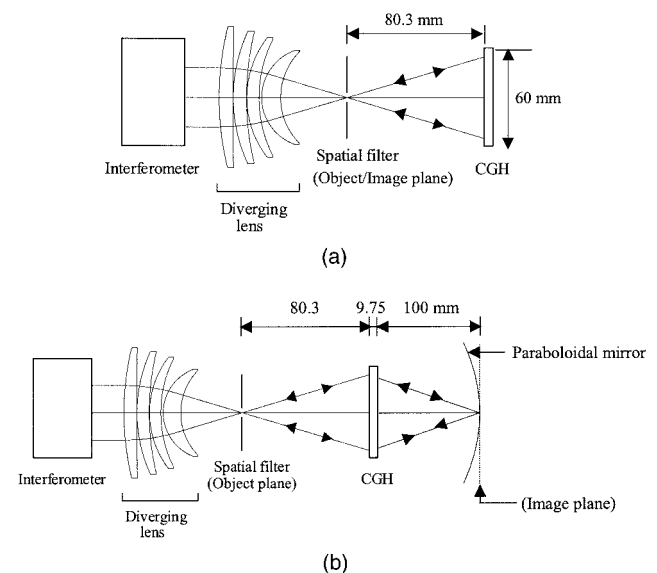 (a)
80.3 mm
60 mm
Interferometer
Spatial filter
(Object/Image plane)
CGH
Diverging
lens
(b)
80.3
9.75
100 mm
Paraboloidal mirror
Interferometer
Spatial filter
(Object plane)
CGH
Diverging
lens
(Image plane)